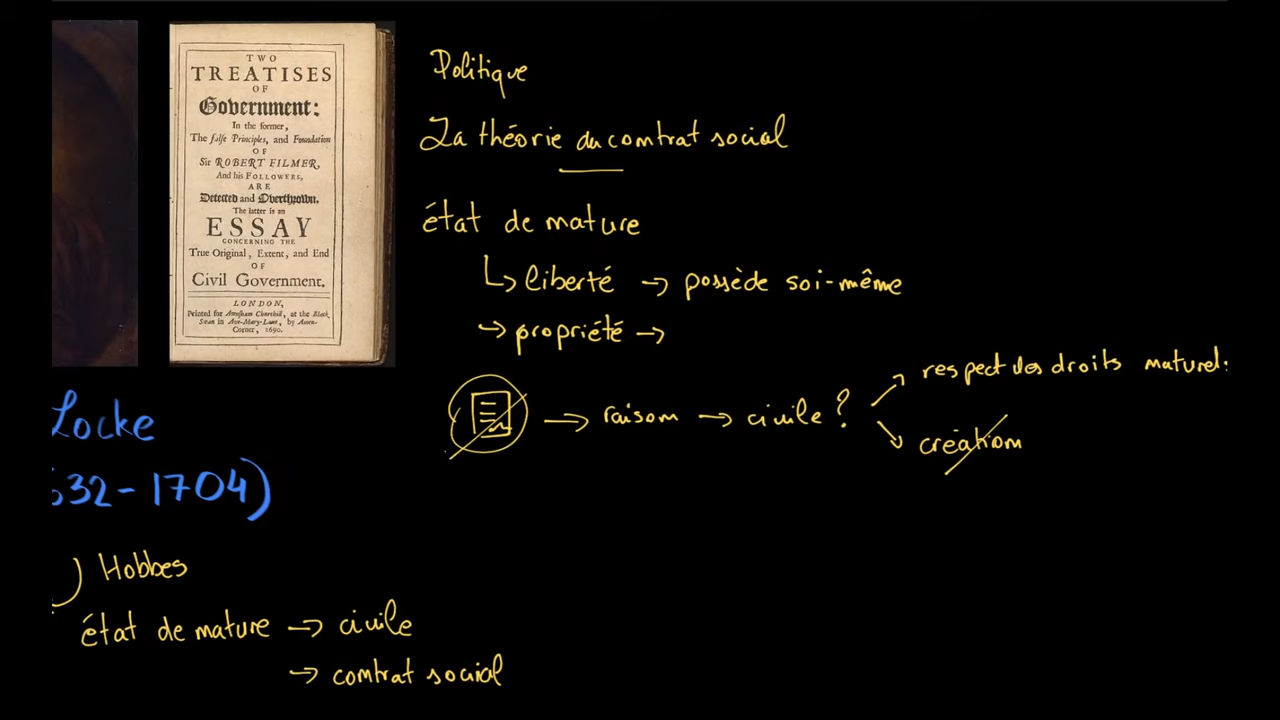 TWO
TREATISES
OF
Government:
In the former,
The false Principles, and Foundation
OF
Sir ROBERT FILMER,
And his FOLLOWERS,
ARE
Detected and Overthrown.
The latter is an
ESSAY
CONCERNING THE
True Original, Extent, and End
OF
Civil Government.
LONDON,
Printed for Awnsham Churchill, at the Black
Swan in Ave-Mary-Lane, by Amen-
Corner, 1690.
Politique
La théorie du contrat social
état de nature
↳ liberté → possède soi-même
→ propriété →
→ raison → civile?
→ respect des droits naturel
→ création
Locke
632-1704)
Hobbes
état de nature → civile
→ contrat social